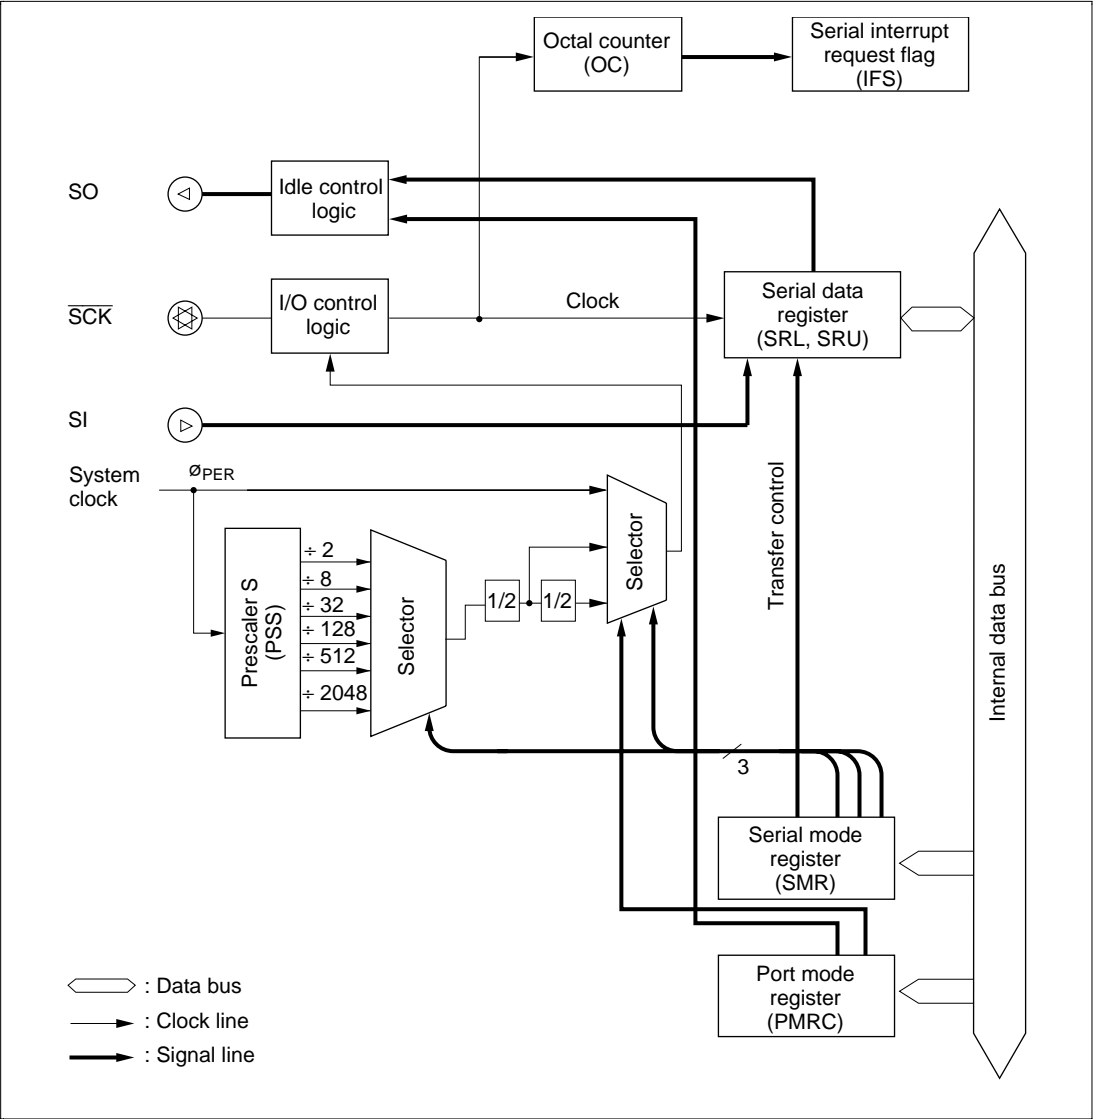 Octal counter
(OC)
Serial interrupt
request flag
(IFS)
SO
Idle control
logic
SCK
I/O control
logic
Clock
Serial data
register
(SRL, SRU)
SI
System
clock
øPER
Prescaler S
(PSS)
÷ 2
÷ 8
÷ 32
÷ 128
÷ 512
÷ 2048
Selector
1/2
1/2
Selector
Transfer control
Internal data bus
3
Serial mode
register
(SMR)
Port mode
register
(PMRC)
: Data bus
: Clock line
: Signal line